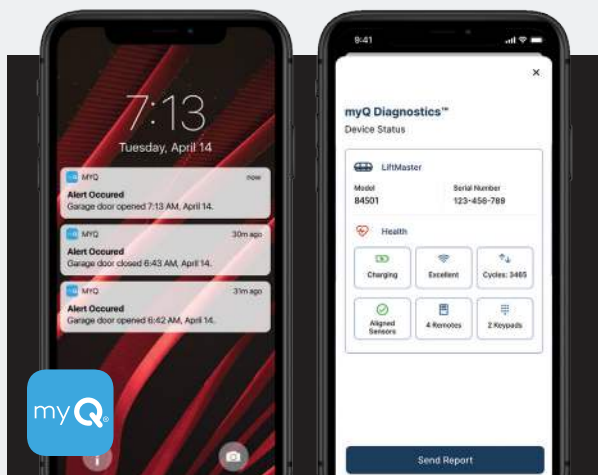 7:13
Tuesday, April 14
MYQ now
Alert Occured
Garage door opened 7:13 AM, April 14.
MYQ 30m ago
Alert Occured
Garage door closed 6:43 AM, April 14.
MYQ 31m ago
Alert Occured
Garage door opened 6:42 AM, April 14.
myQ
9:41
myQ Diagnostics™
Device Status
LiftMaster
Model Serial Number
84501 123-456-789
Health
Charging Excellent Cycles: 3465
Aligned
Sensors 4 Remotes 2 Keypads
Send Report